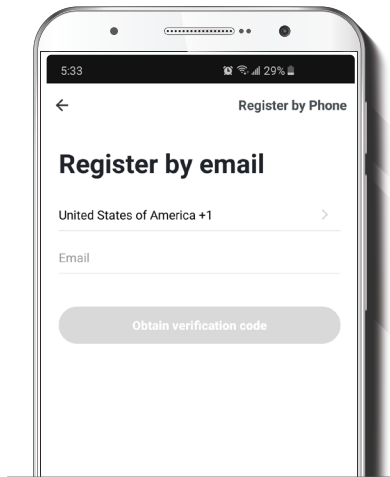 5:33 29%
Register by Phone
Register by email
United States of America +1
Email
Obtain verification code